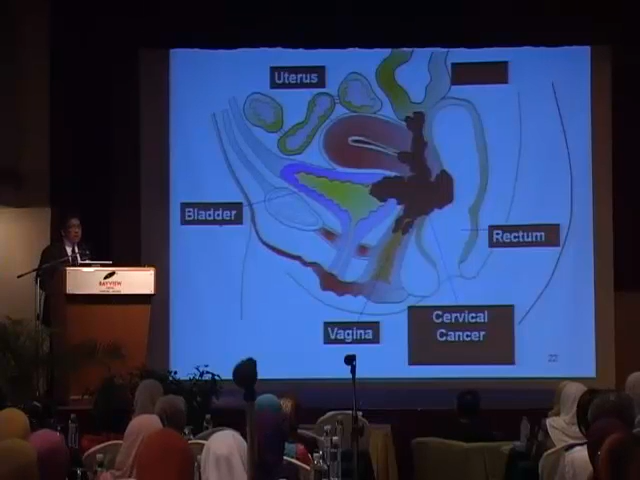 Uterus
Bladder
Rectum
Cervical
Cancer
Vagina
22
BAYVIEW